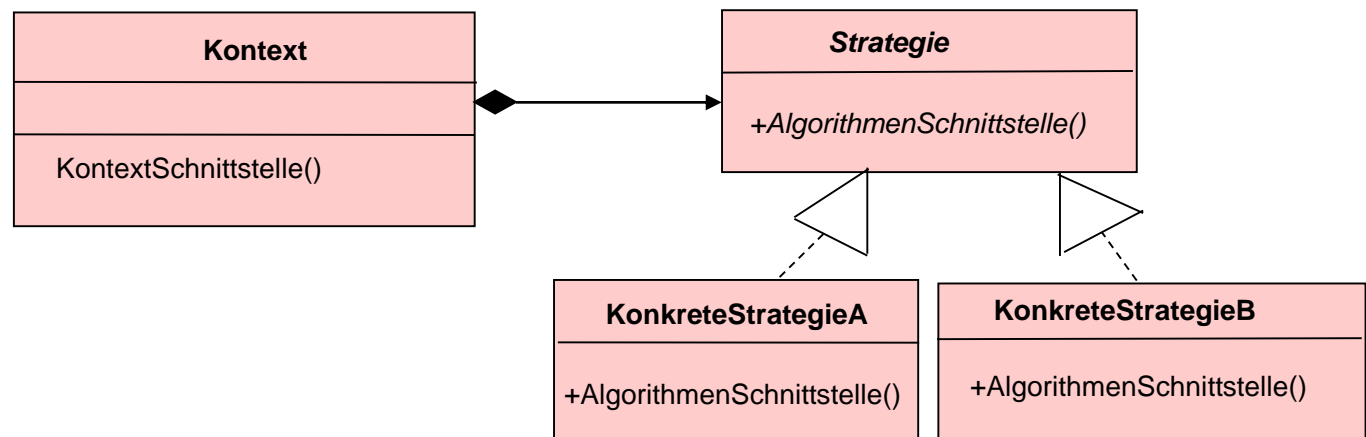 Kontext
KontextSchnittstelle()
Strategie
+AlgorithmenSchnittstelle()
KonkreteStrategieA
+AlgorithmenSchnittstelle()
KonkreteStrategieB
+AlgorithmenSchnittstelle()